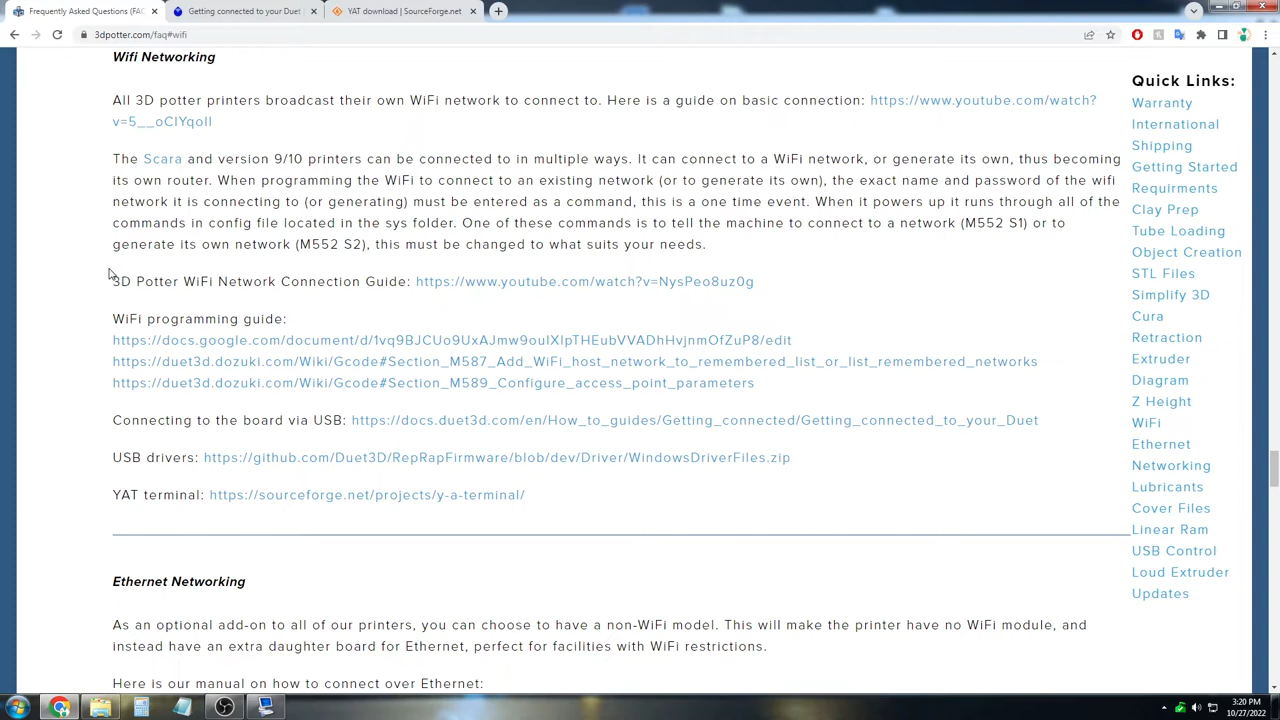 Frequently Asked Questions (FAQ
Getting connected to your Duet
YAT download | SourceForge.net
3dpotter.com/faq#wifi
Wifi Networking
All 3D potter printers broadcast their own WiFi network to connect to. Here is a guide on basic connection: https://www.youtube.com/watch?
v=5__oCIYqoII
The Scara and version 9/10 printers can be connected to in multiple ways. It can connect to a WiFi network, or generate its own, thus becoming
its own router. When programming the WiFi to connect to an existing network (or to generate its own), the exact name and password of the wifi
network it is connecting to (or generating) must be entered as a command, this is a one time event. When it powers up it runs through all of the
commands in config file located in the sys folder. One of these commands is to tell the machine to connect to a network (M552 S1) or to
generate its own network (M552 S2), this must be changed to what suits your needs.
3D Potter WiFi Network Connection Guide: https://www.youtube.com/watch?v=NysPeo8uz0g
WiFi programming guide:
https://docs.google.com/document/d/1vq9BJCUo9UxAJmw9ouIXlpTHEubVVADhHvjnmOfZuP8/edit
https://duet3d.dozuki.com/Wiki/Gcode#Section_M587_Add_WiFi_host_network_to_remembered_list_or_list_remembered_networks
https://duet3d.dozuki.com/Wiki/Gcode#Section_M589_Configure_access_point_parameters
Connecting to the board via USB: https://docs.duet3d.com/en/How_to_guides/Getting_connected/Getting_connected_to_your_Duet
USB drivers: https://github.com/Duet3D/RepRapFirmware/blob/dev/Driver/WindowsDriverFiles.zip
YAT terminal: https://sourceforge.net/projects/y-a-terminal/
Ethernet Networking
As an optional add-on to all of our printers, you can choose to have a non-WiFi model. This will make the printer have no WiFi module, and
instead have an extra daughter board for Ethernet, perfect for facilities with WiFi restrictions.
Here is our manual on how to connect over Ethernet:
Quick Links:
Warranty
International
Shipping
Getting Started
Requirments
Clay Prep
Tube Loading
Object Creation
STL Files
Simplify 3D
Cura
Retraction
Extruder
Diagram
Z Height
WiFi
Ethernet
Networking
Lubricants
Cover Files
Linear Ram
USB Control
Loud Extruder
Updates
3:20 PM
10/27/2022